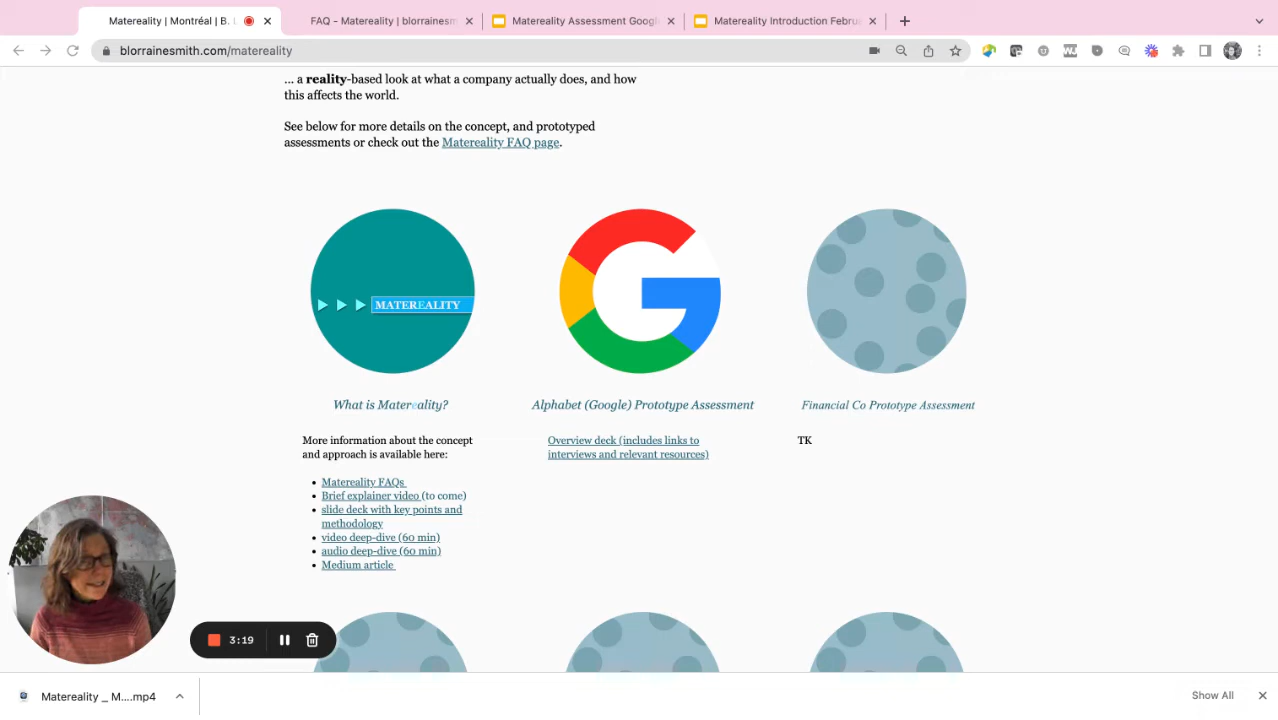 Matereality | Montréal | B. L
FAQ – Matereality | blorrainesm
Matereality Assessment Google
Matereality Introduction Februa
blorrainesmith.com/matereality
... a reality-based look at what a company actually does, and how
this affects the world.
See below for more details on the concept, and prototyped
assessments or check out the Matereality FAQ page.
MATEREALITY
What is Matereality?
Alphabet (Google) Prototype Assessment
Financial Co Prototype Assessment
More information about the concept
and approach is available here:
• Matereality FAQs
• Brief explainer video (to come)
• slide deck with key points and
methodology
• video deep-dive (60 min)
• audio deep-dive (60 min)
• Medium article
Overview deck (includes links to
interviews and relevant resources)
TK
3:19
Matereality _ M....mp4
Show All